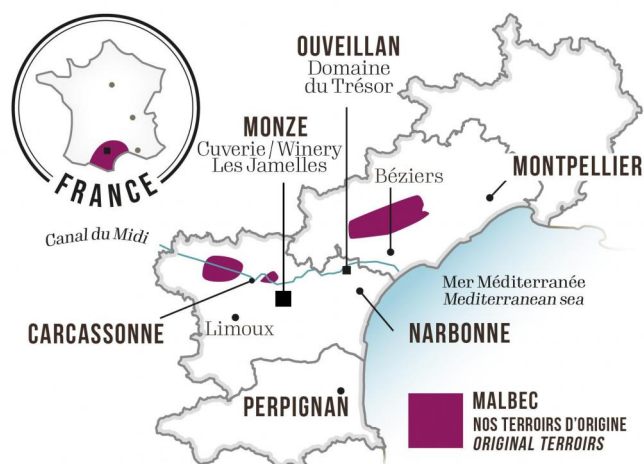 FRANCE
OUVEILLAN
Domaine
du Trésor
MONZE
Cuverie / Winery
Les Jamelles
Béziers
MONTPELLIER
Canal du Midi
Mer Méditerranée
Mediterranean sea
CARCASSONNE
Limoux
NARBONNE
PERPIGNAN
MALBEC
NOS TERROIRS D'ORIGINE
ORIGINAL TERROIRS